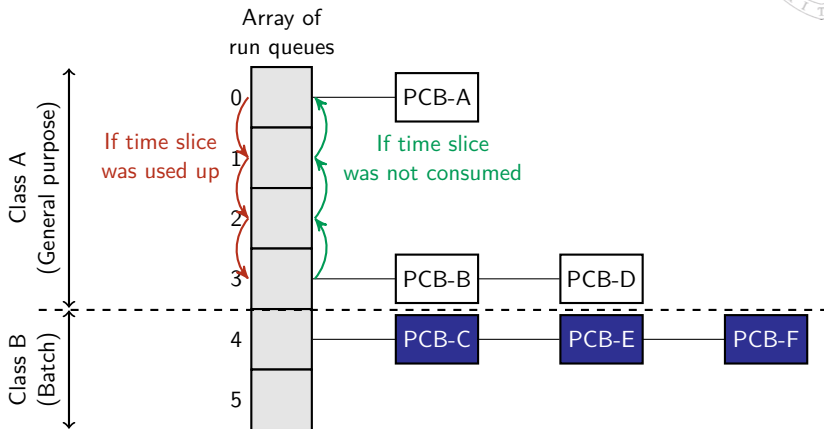 Array of
run queues
Class A
(General purpose)
0
PCB-A
If time slice
was used up
1
If time slice
was not consumed
2
3
PCB-B
PCB-D
Class B
(Batch)
4
PCB-C
PCB-E
PCB-F
5